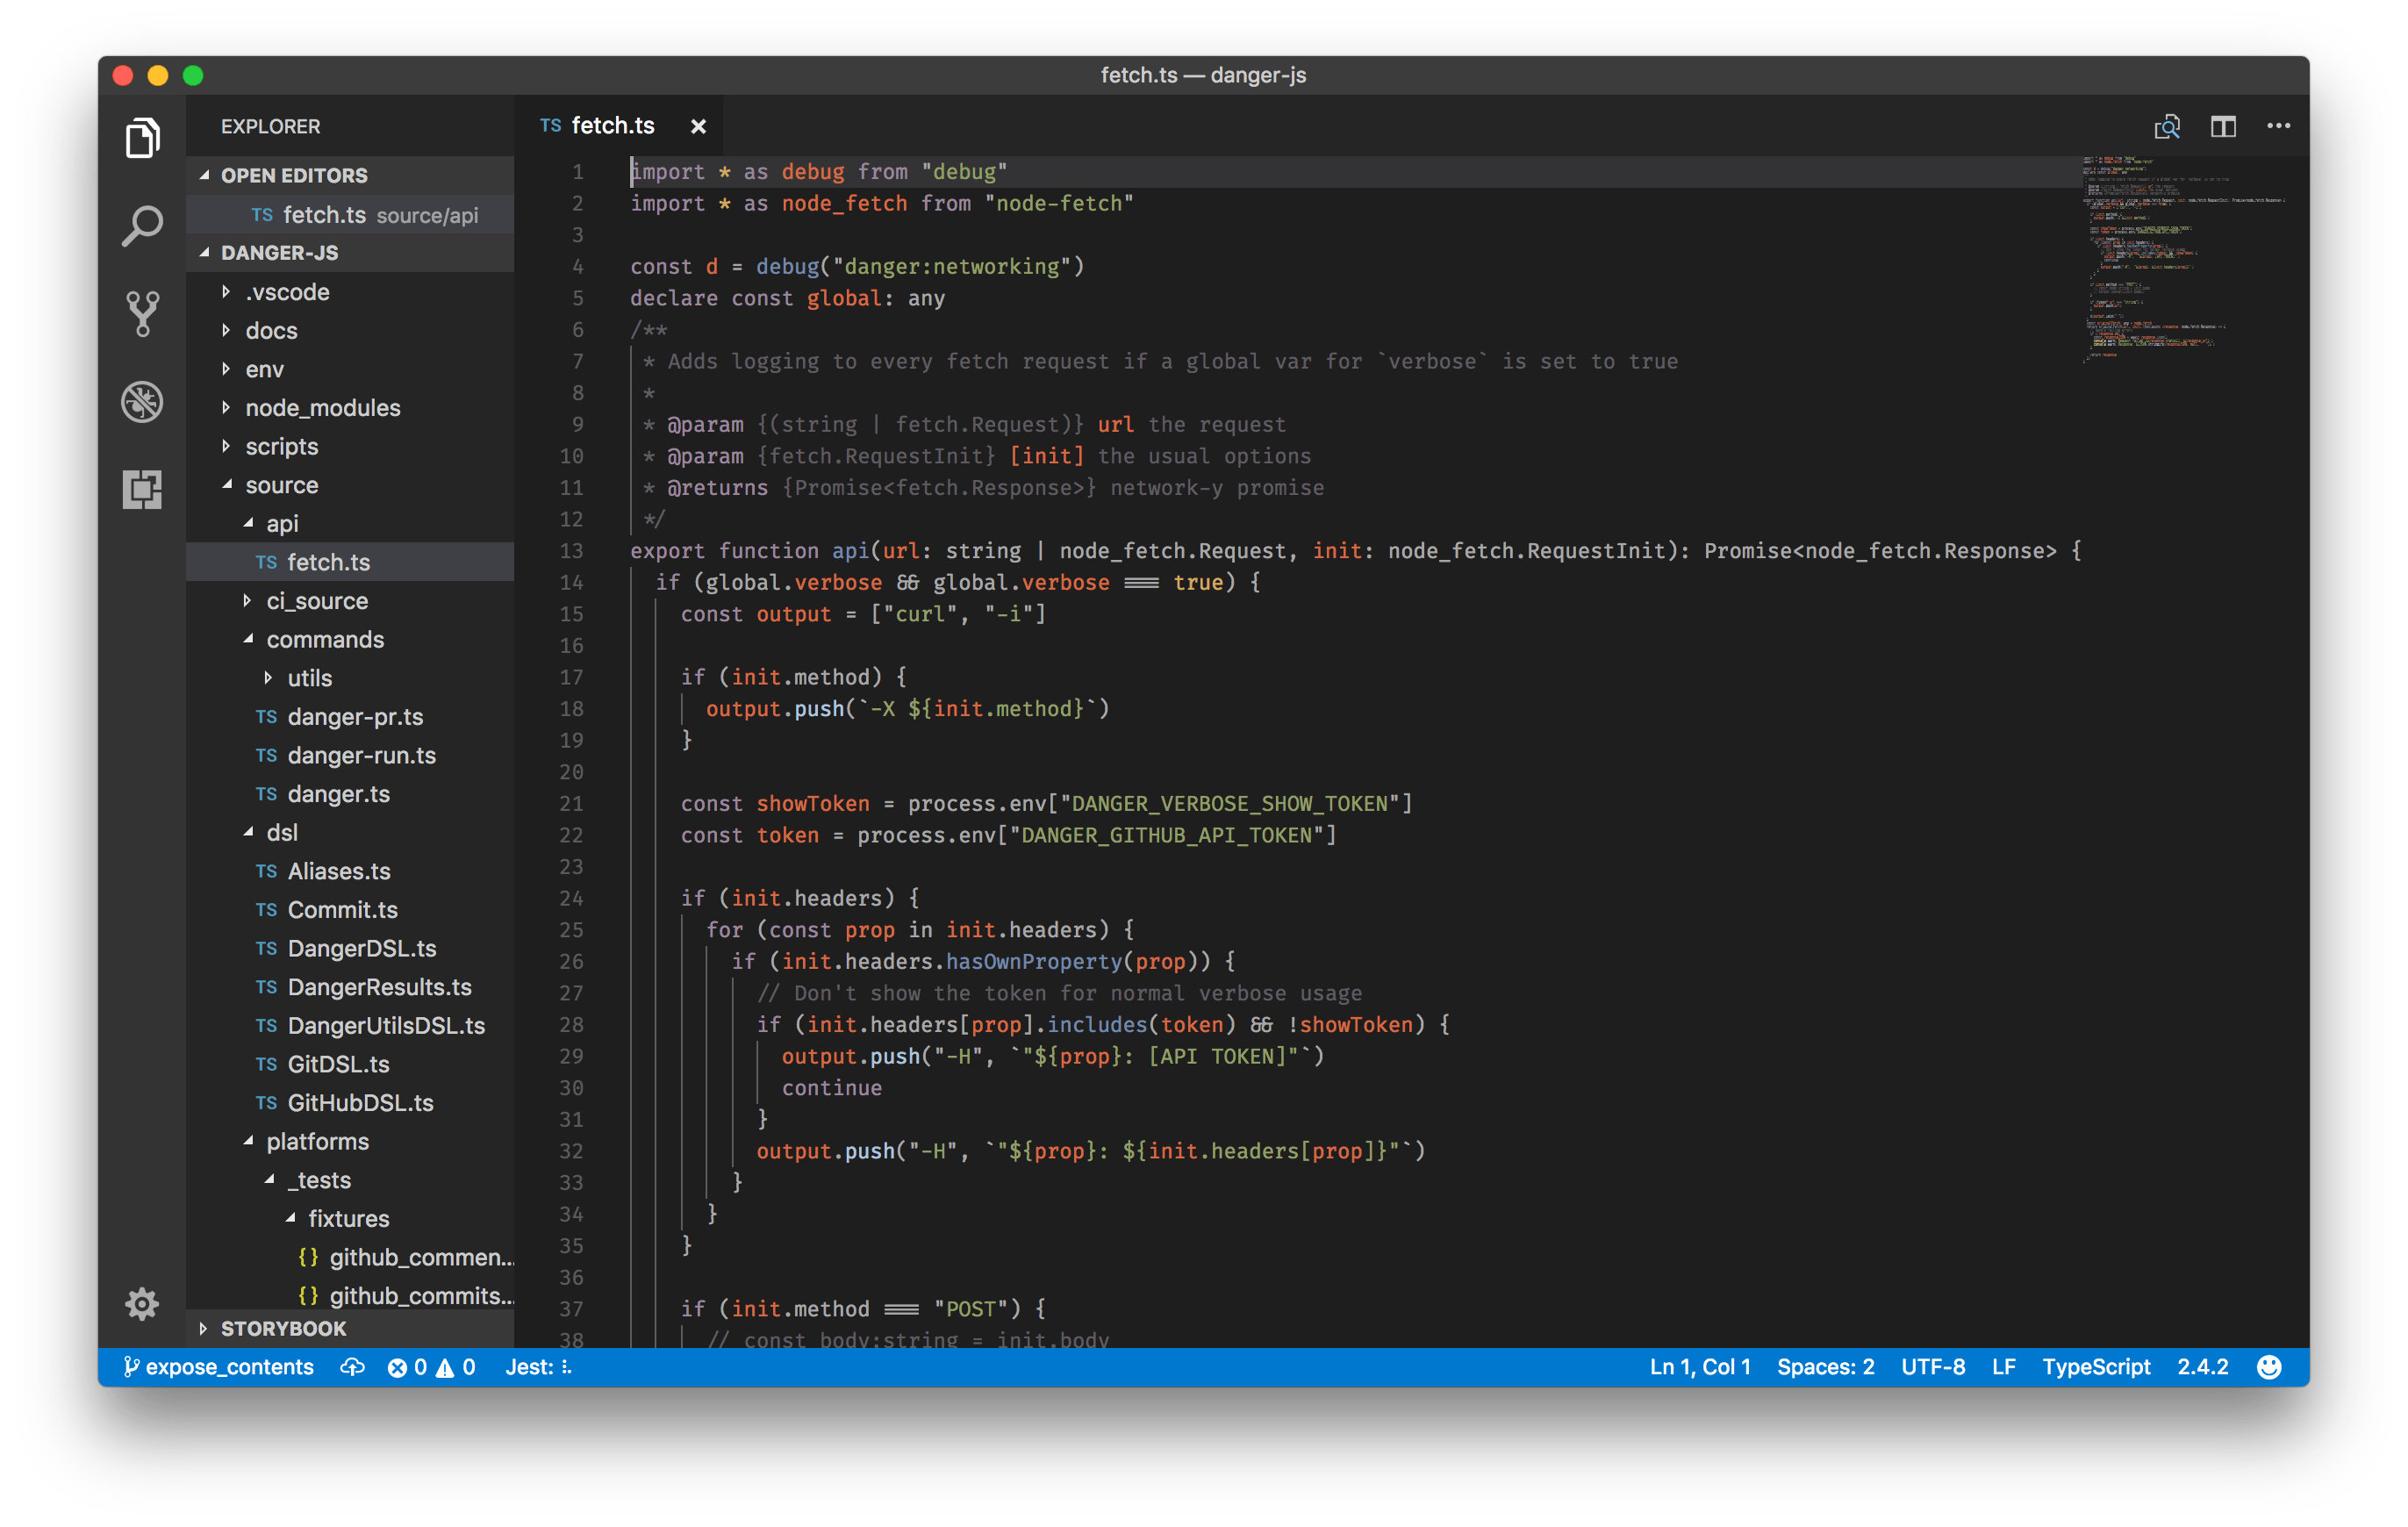 fetch.ts — danger-js
EXPLORER
OPEN EDITORS
TS fetch.ts source/api
DANGER-JS
.vscode
docs
env
node_modules
scripts
source
api
TS fetch.ts
ci_source
commands
utils
TS danger-pr.ts
TS danger-run.ts
TS danger.ts
dsl
TS Aliases.ts
TS Commit.ts
TS DangerDSL.ts
TS DangerResults.ts
TS DangerUtilsDSL.ts
TS GitDSL.ts
TS GitHubDSL.ts
platforms
_tests
fixtures
{} github_commen...
{} github_commits...
STORYBOOK
TS fetch.ts ×
1 import * as debug from "debug"
2 import * as node_fetch from "node-fetch"
3
4 const d = debug("danger:networking")
5 declare const global: any
6 /**
7 * Adds logging to every fetch request if a global var for `verbose` is set to true
8 *
9 * @param {(string | fetch.Request)} url the request
10 * @param {fetch.RequestInit} [init] the usual options
11 * @returns {Promise<fetch.Response>} network-y promise
12 */
13 export function api(url: string | node_fetch.Request, init: node_fetch.RequestInit): Promise<node_fetch.Response> {
14 if (global.verbose && global.verbose === true) {
15 const output = ["curl", "-i"]
16
17 if (init.method) {
18 output.push(`-X ${init.method}`)
19 }
20
21 const showToken = process.env["DANGER_VERBOSE_SHOW_TOKEN"]
22 const token = process.env["DANGER_GITHUB_API_TOKEN"]
23
24 if (init.headers) {
25 for (const prop in init.headers) {
26 if (init.headers.hasOwnProperty(prop)) {
27 // Don't show the token for normal verbose usage
28 if (init.headers[prop].includes(token) && !showToken) {
29 output.push("-H", `"${prop}: [API TOKEN]"`)
30 continue
31 }
32 output.push("-H", `"${prop}: ${init.headers[prop]}"`)
33 }
34 }
35 }
36
37 if (init.method === "POST") {
38 // const body:string = init.body
expose_contents 0 0 Jest: Ln 1, Col 1 Spaces: 2 UTF-8 LF TypeScript 2.4.2